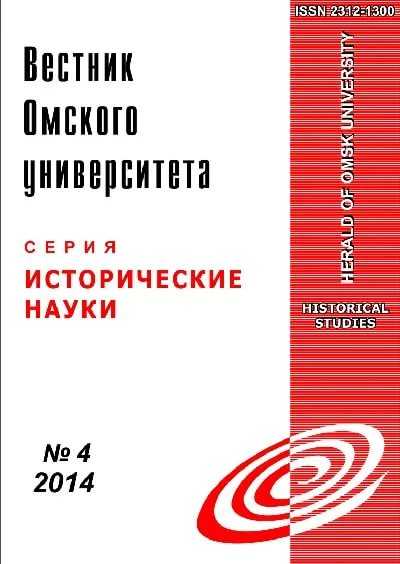 Вестник
Омского
университета
СЕРИЯ
ИСТОРИЧЕСКИЕ
НАУКИ
№ 4
2014
ISSN 2312-1300
HERALD OF OMSK UNIVERSITY
HISTORICAL
STUDIES